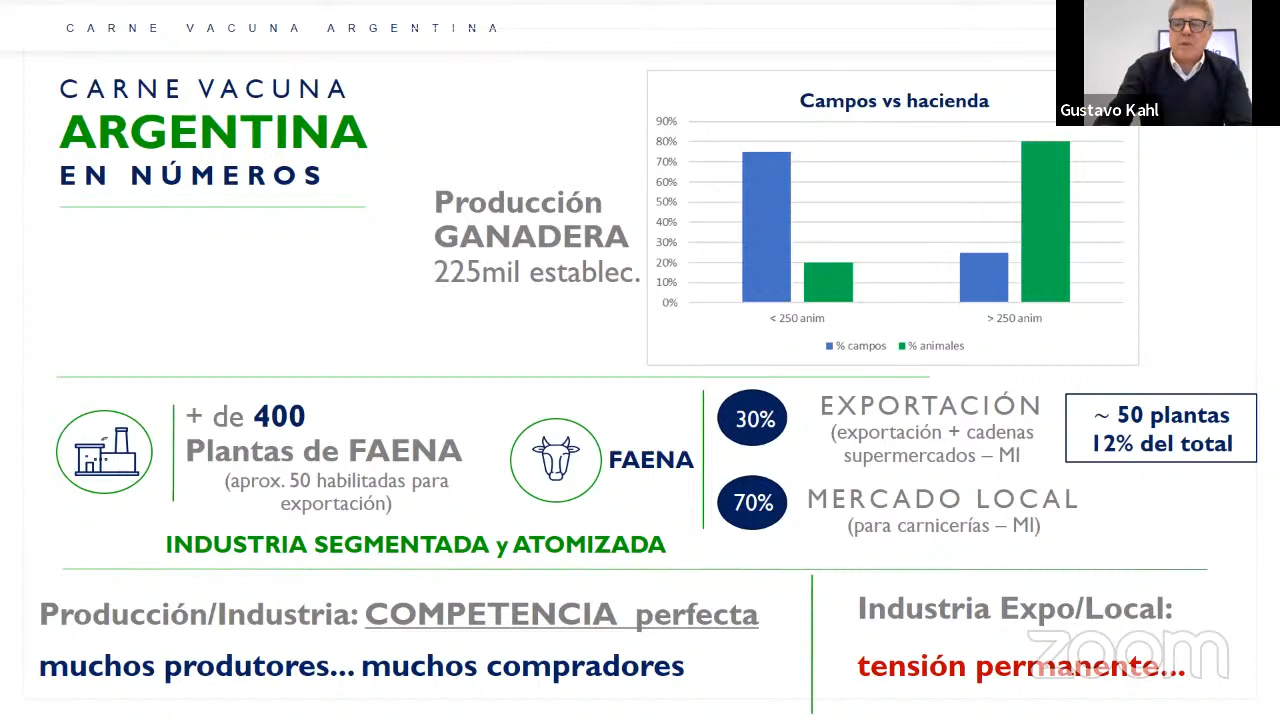 CARNE VACUNA ARGENTINA
CARNE VACUNA
ARGENTINA
EN NÚMEROS
Producción
GANADERA
225mil establec.
Campos vs hacienda
90%
80%
70%
60%
50%
40%
30%
20%
10%
0%
< 250 anim
> 250 anim
% campos
% animales
Gustavo Kahl
+ de 400
Plantas de FAENA
(aprox. 50 habilitadas para
exportación)
FAENA
30%
EXPORTACIÓN
(exportación + cadenas
supermercados – MI
~ 50 plantas
12% del total
70%
MERCADO LOCAL
(para carnicerías – MI)
INDUSTRIA SEGMENTADA y ATOMIZADA
Producción/Industria: COMPETENCIA perfecta
muchos produtores... muchos compradores
Industria Expo/Local:
tensión permanente...
zoom